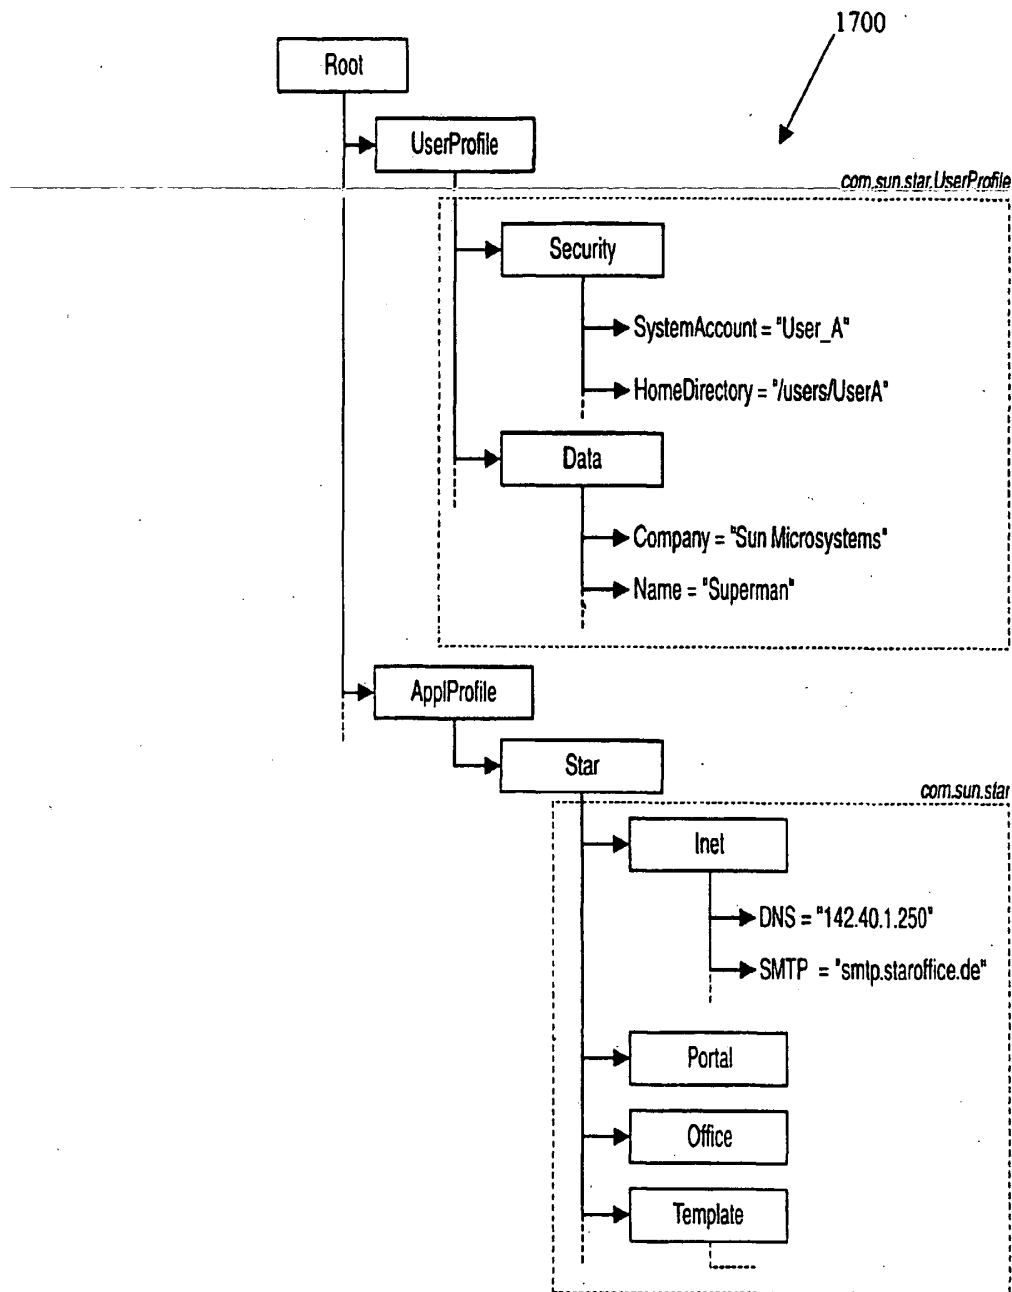 1700
Root
UserProfile
com.sun.star.UserProfile
Security
SystemAccount = "User_A"
HomeDirectory = "/users/UserA"
Data
Company = "Sun Microsystems"
Name = "Superman"
ApplProfile
Star
com.sun.star
Inet
DNS = "142.40.1.250"
SMTP = "smtp.staroffice.de"
Portal
Office
Template